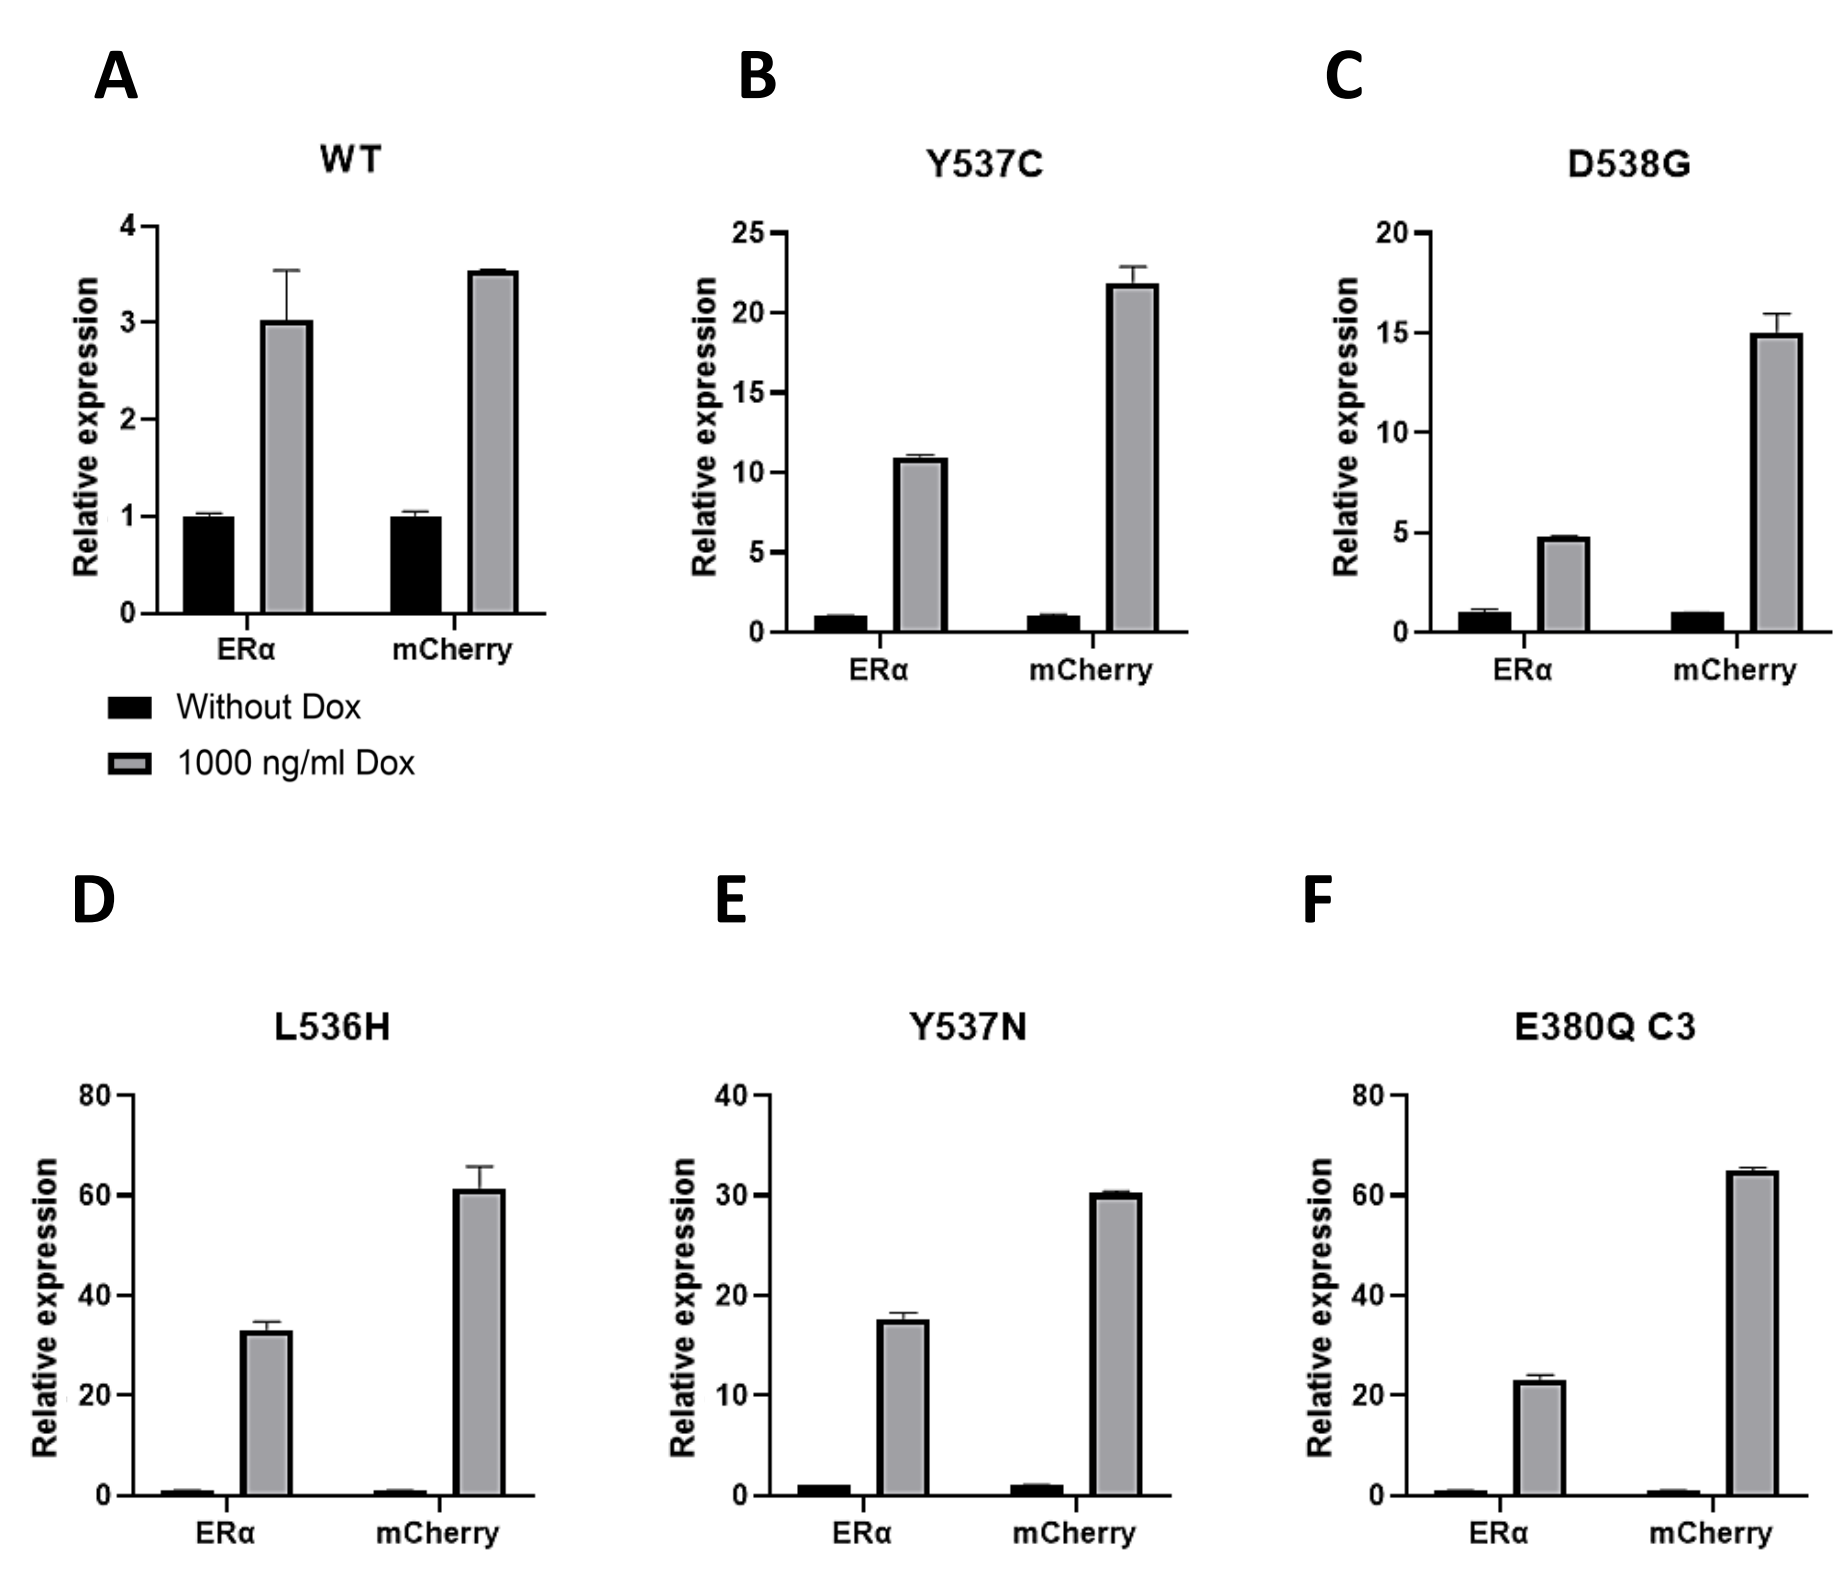 A
B
C
WT
Y537C
D538G
Relative expression
4
3
2
1
0
ERα
mCherry
Relative expression
25
20
15
10
5
0
ERα
mCherry
Relative expression
20
15
10
5
0
ERα
mCherry
Without Dox
1000 ng/ml Dox
D
E
F
L536H
Y537N
E380Q C3
Relative expression
80
60
40
20
0
ERα
mCherry
Relative expression
40
30
20
10
0
ERα
mCherry
Relative expression
80
60
40
20
0
ERα
mCherry